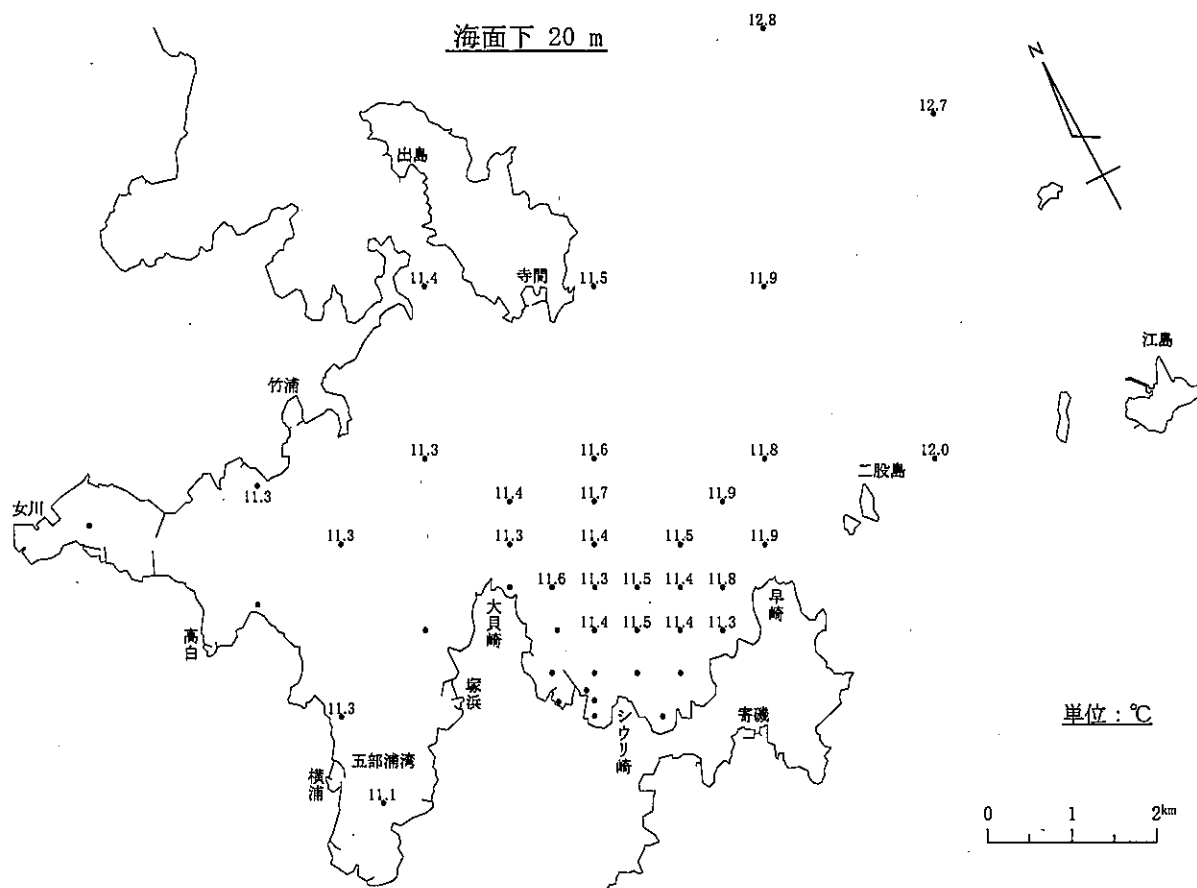 海面下 20 m
12.8
12.7
N
出島
11.4
寺間
11.5
11.9
江島
竹浦
11.3
11.6
11.8
12.0
二股島
女川
11.3
11.4
11.7
11.9
11.3
11.3
11.4
11.5
11.9
11.6
11.3
11.5
11.4
11.8
大貝崎
早崎
高白
11.4
11.5
11.4
11.3
塚浜
11.3
シウリ崎
寄磯
単位：℃
五部浦湾
横浦
11.1
0 1 2km